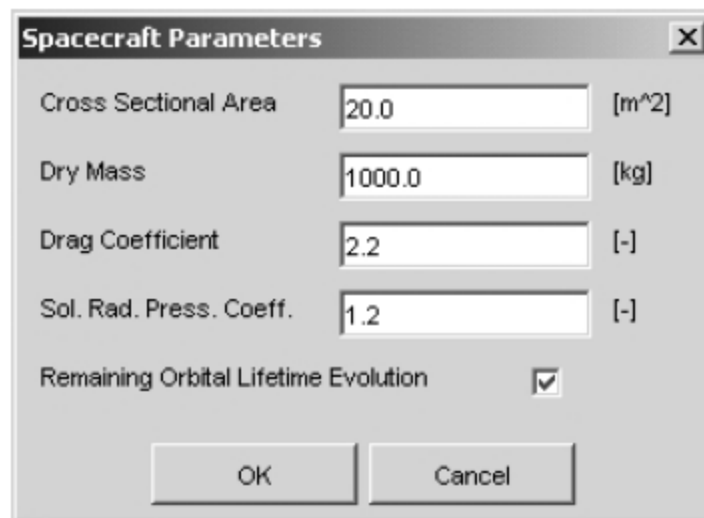 Spacecraft Parameters
Cross Sectional Area 20.0 [m^2]
Dry Mass 1000.0 [kg]
Drag Coefficient 2.2 [-]
Sol. Rad. Press. Coeff. 1.2 [-]
Remaining Orbital Lifetime Evolution
OK Cancel